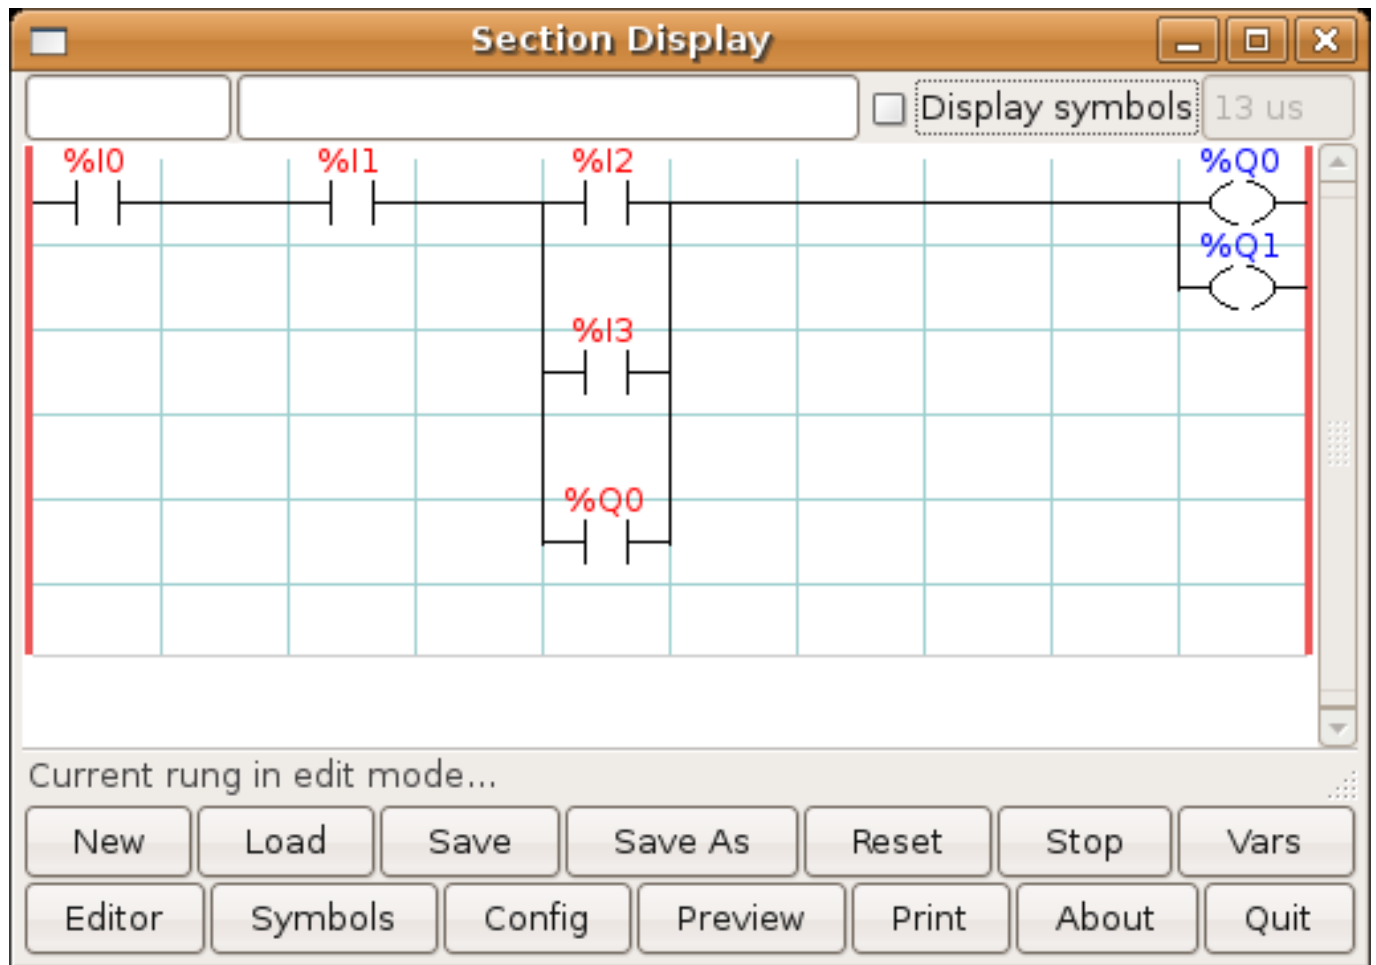 Section Display
Display symbols 13 us
%I0 %I1 %I2 %Q0
%Q1
%I3
%Q0
Current rung in edit mode...
New Load Save Save As Reset Stop Vars
Editor Symbols Config Preview Print About Quit